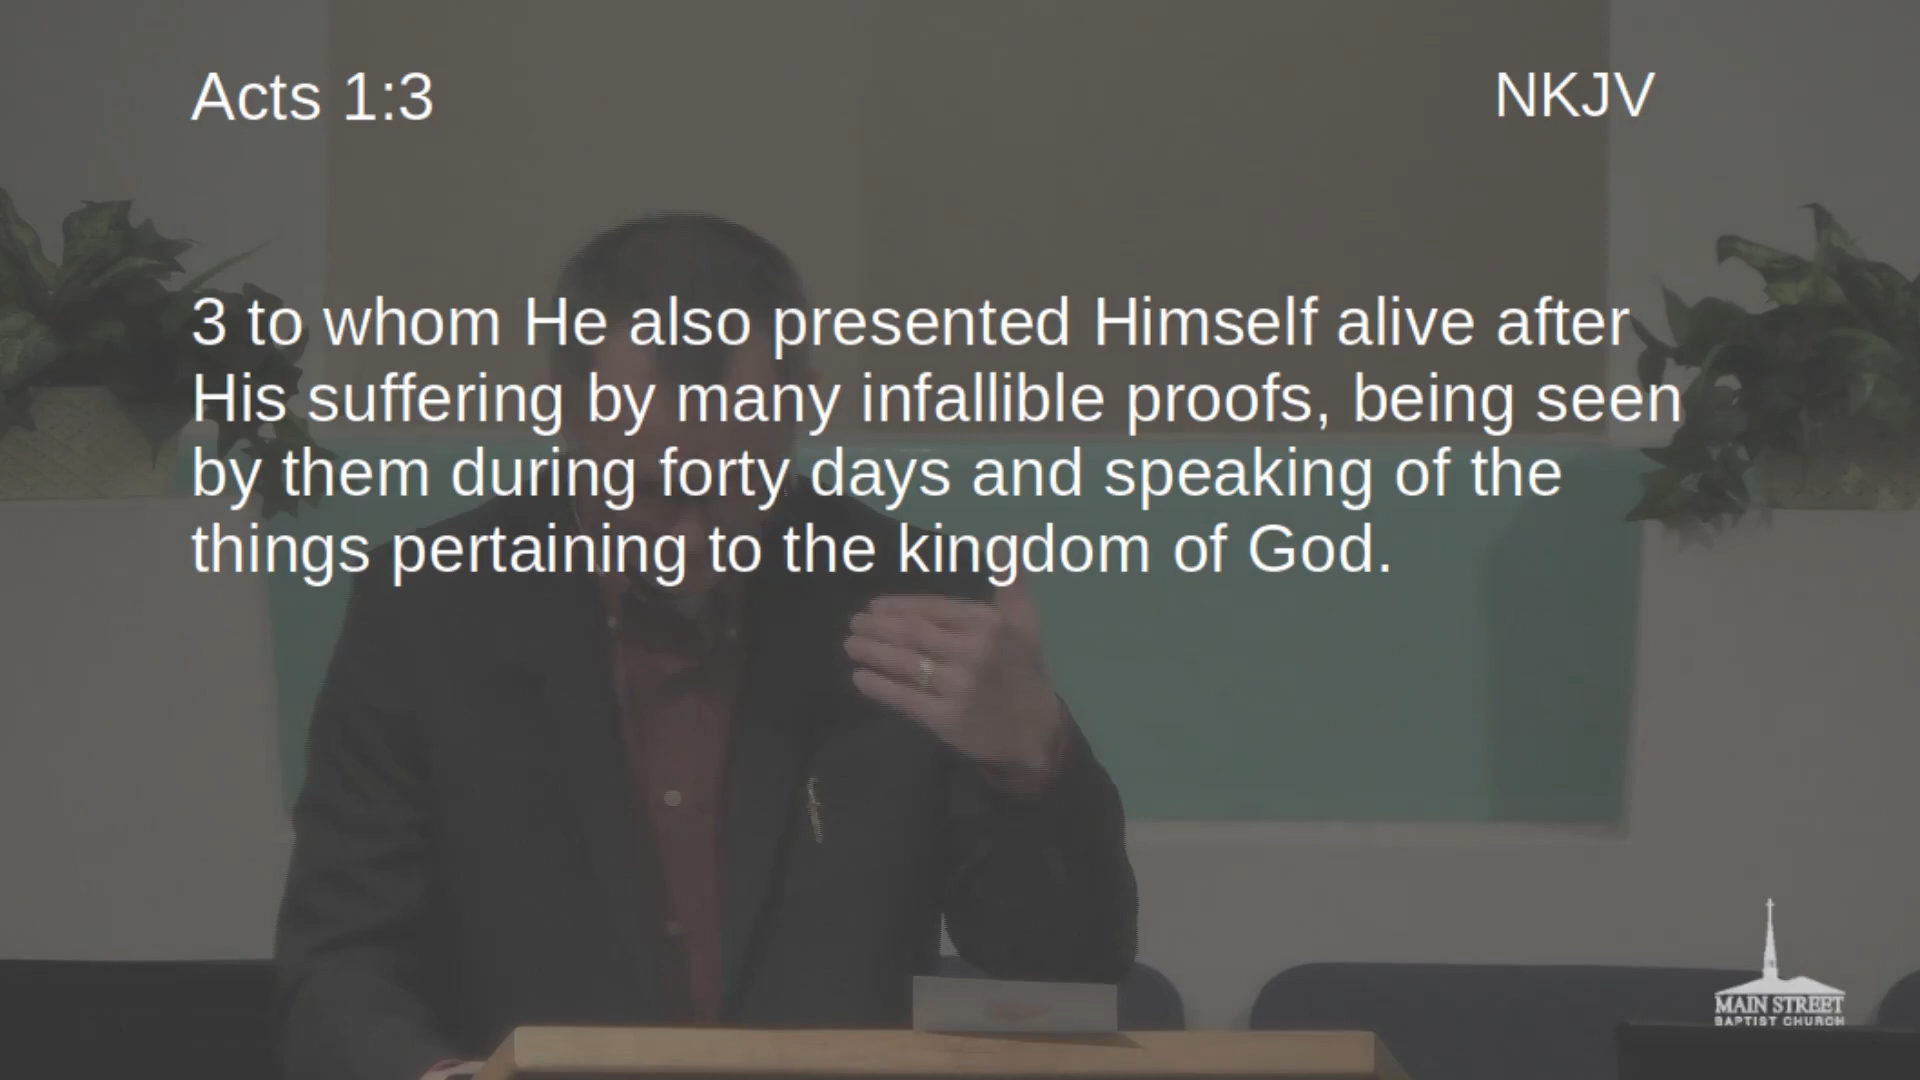 Acts 1:3
NKJV
3 to whom He also presented Himself alive after
His suffering by many infallible proofs, being seen
by them during forty days and speaking of the
things pertaining to the kingdom of God.
MAIN STREET
BAPTIST CHURCH